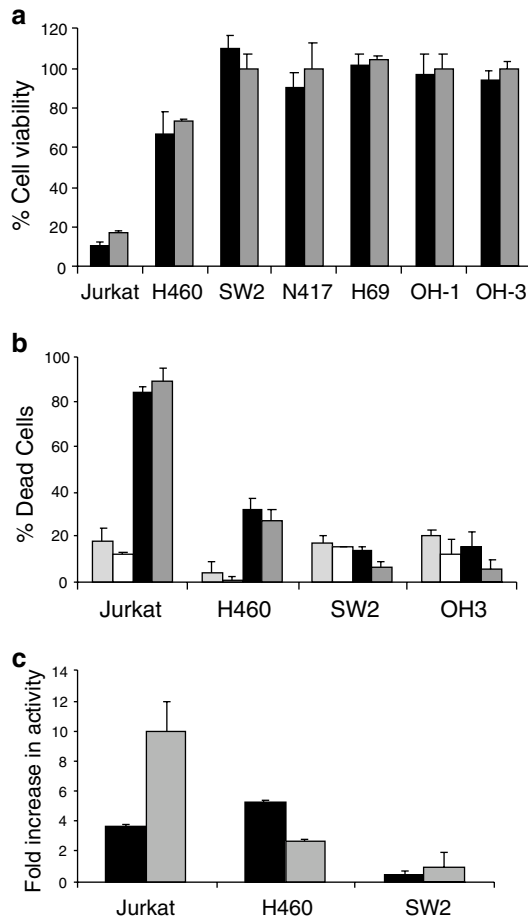 a
% Cell viability
120
100
80
60
40
20
0
Jurkat H460 SW2 N417 H69 OH-1 OH-3
b
% Dead Cells
100
80
60
40
20
0
Jurkat H460 SW2 OH3
c
Fold increase in activity
14
12
10
8
6
4
2
0
Jurkat H460 SW2